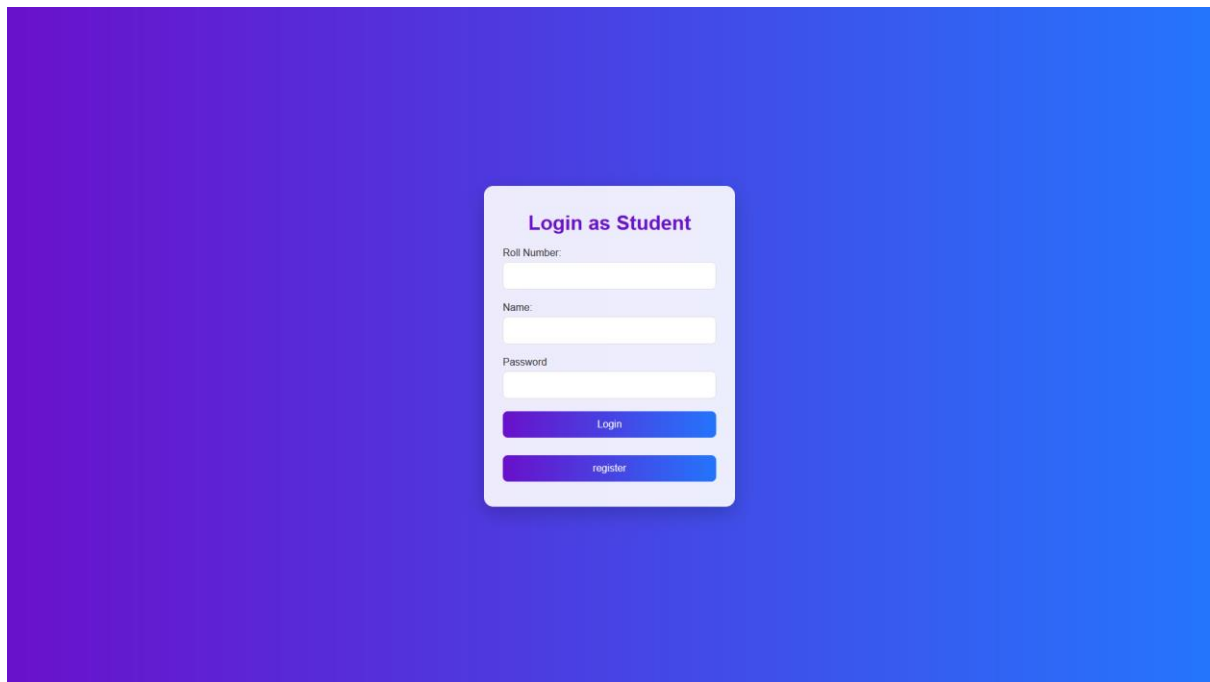 Login as Student
Roll Number:
Name:
Password
Login
register